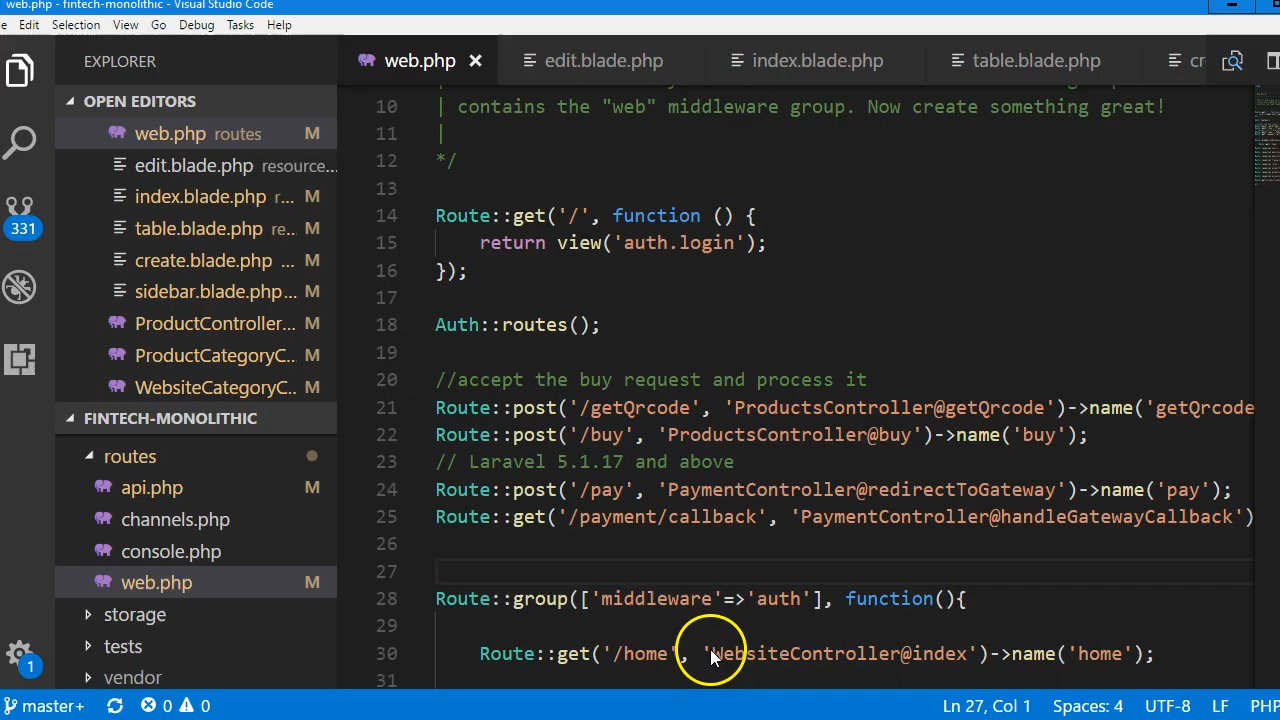 web.php - fintech-monolithic - Visual Studio Code
e Edit Selection View Go Debug Tasks Help
EXPLORER
OPEN EDITORS
web.php routes M
edit.blade.php resource...
index.blade.php r... M
table.blade.php re... M
create.blade.php ... M
sidebar.blade.php... M
ProductController... M
ProductCategoryC... M
WebsiteCategoryC... M
FINTECH-MONOLITHIC
routes
api.php M
channels.php
console.php
web.php M
storage
tests
vendor
331
1
web.php edit.blade.php index.blade.php table.blade.php cr
10 | contains the "web" middleware group. Now create something great!
11 |
12 */
13
14 Route::get('/', function () {
15 return view('auth.login');
16 });
17
18 Auth::routes();
19
20 //accept the buy request and process it
21 Route::post('/getQrcode', 'ProductsController@getQrcode')->name('getQrcode
22 Route::post('/buy', 'ProductsController@buy')->name('buy');
23 // Laravel 5.1.17 and above
24 Route::post('/pay', 'PaymentController@redirectToGateway')->name('pay');
25 Route::get('/payment/callback', 'PaymentController@handleGatewayCallback')
26
27
28 Route::group(['middleware'=>'auth'], function(){
29
30 Route::get('/home', 'WebsiteController@index')->name('home');
31
master+ 0 0 Ln 27, Col 1 Spaces: 4 UTF-8 LF PHP